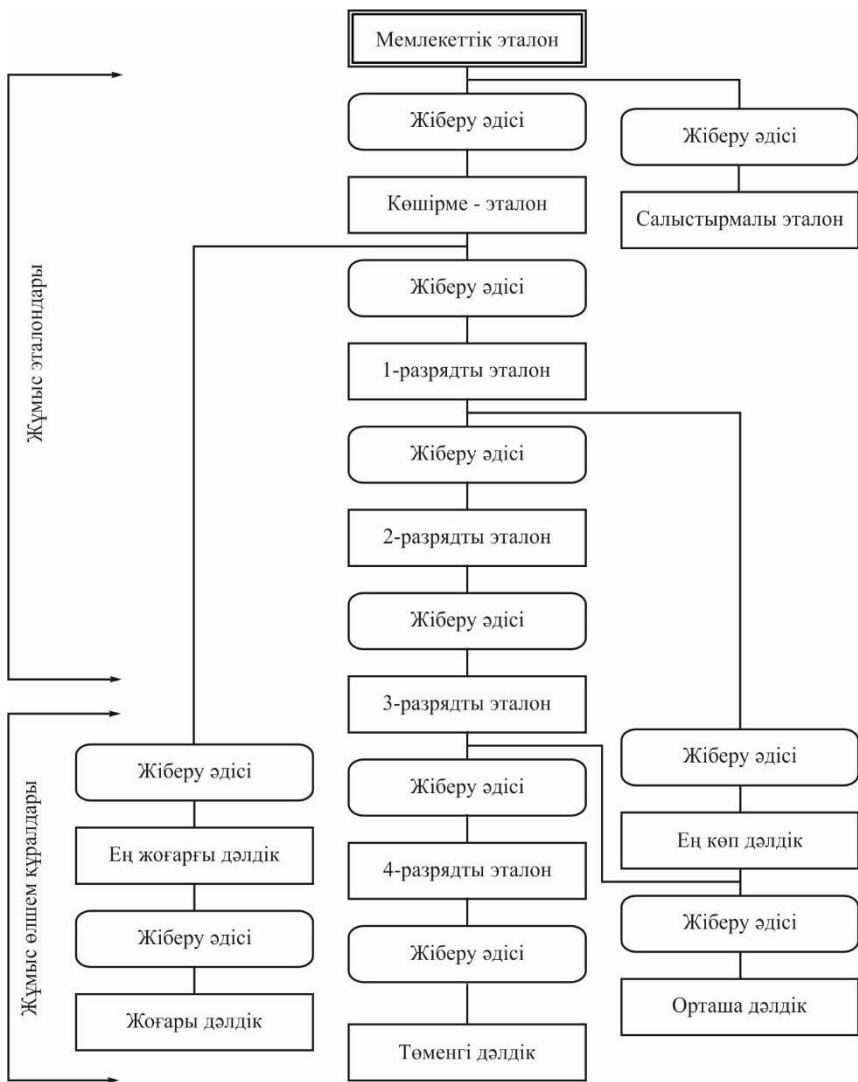 Мемлекеттік эталон
Жіберу әдісі
Жіберу әдісі
Көшірме - эталон
Салыстырмалы эталон
Жіберу әдісі
Жұмыс эталондары
1-разрядты эталон
Жіберу әдісі
2-разрядты эталон
Жіберу әдісі
3-разрядты эталон
Жіберу әдісі
Жіберу әдісі
Жіберу әдісі
Ең жоғарғы дәлдік
4-разрядты эталон
Ең көп дәлдік
Жұмыс өлшем құралдары
Жіберу әдісі
Жіберу әдісі
Жіберу әдісі
Жоғары дәлдік
Төменгі дәлдік
Орташа дәлдік